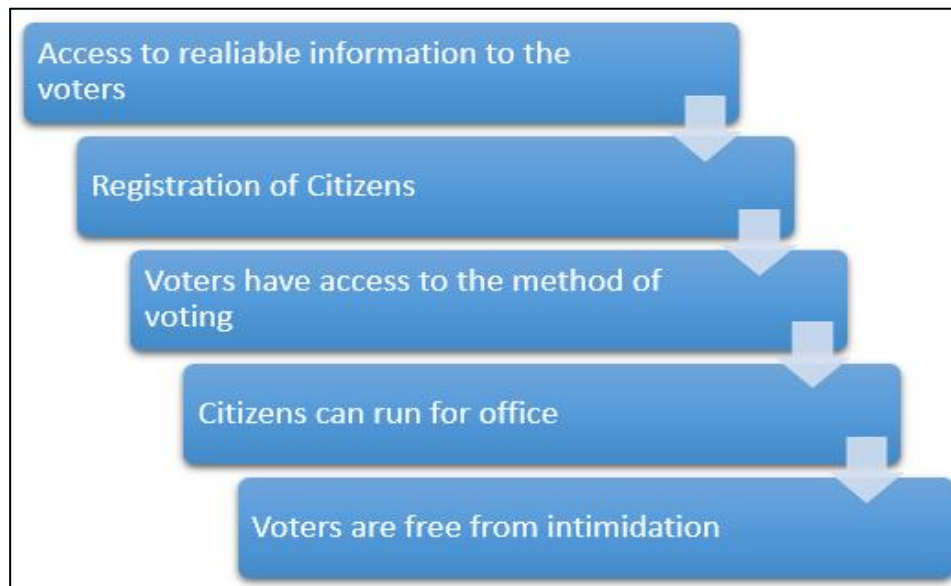 Access to realiable information to the
voters
Registration of Citizens
Voters have access to the method of
voting
Citizens can run for office
Voters are free from intimidation